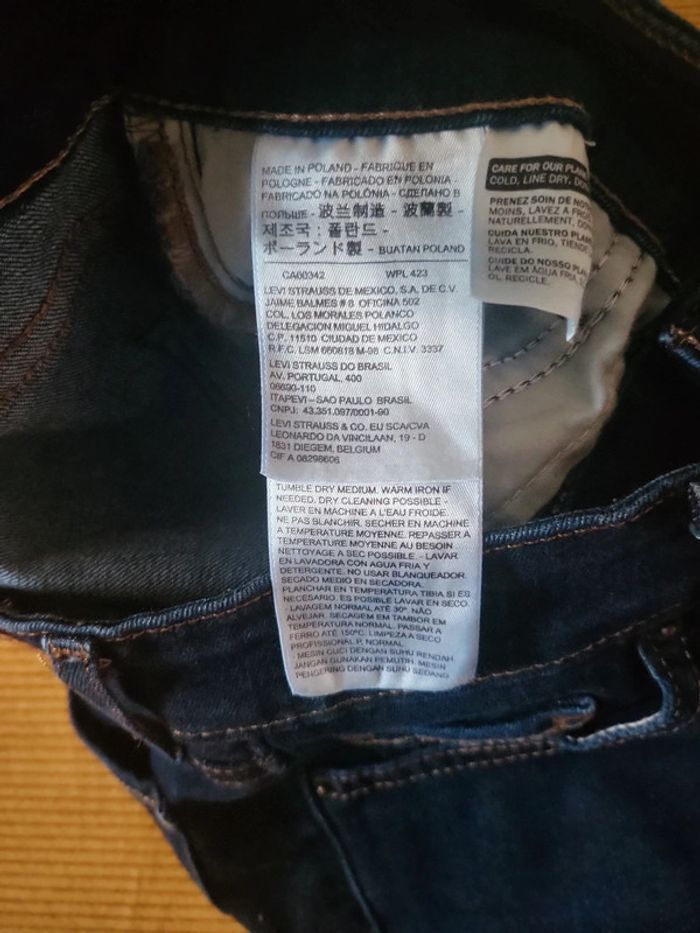 MADE IN POLAND - FABRIQUE EN
POLOGNE - FABRICADO EN POLONIA -
FABRICADO NA POLÔNIA - СДЕЛАНО В
ПОЛЬШЕ - 波兰制造 - 波蘭製 -
제조국 : 폴란드 -
ポーランド製 - BUATAN POLAND
CA00342 WPL 423
LEVI STRAUSS DE MEXICO, S.A. DE C.V.
JAIME BALMES # 8 OFICINA 502
COL. LOS MORALES POLANCO
DELEGACION MIGUEL HIDALGO
C.P. 11510 CIUDAD DE MEXICO
R.F.C. LSM 660818 M-98 C.N.I.V. 3337
LEVI STRAUSS DO BRASIL
AV. PORTUGAL, 400
06693-110
ITAPEVI – SAO PAULO BRASIL
CNPJ: 43.351.097/0001-90
LEVI STRAUSS & CO. EU SCA/CVA
LEONARDO DA VINCILAAN, 19 - D
1831 DIEGEM, BELGIUM
CIF A 08298606
TUMBLE DRY MEDIUM. WARM IRON IF
NEEDED. DRY CLEANING POSSIBLE -
LAVER EN MACHINE A L'EAU FROIDE.
NE PAS BLANCHIR. SECHER EN MACHINE
A TEMPERATURE MOYENNE. REPASSER A
TEMPERATURE MOYENNE AU BESOIN
NETTOYAGE A SEC POSSIBLE. - LAVAR
EN LAVADORA CON AGUA FRIA Y
DETERGENTE. NO USAR BLANQUEADOR.
SECADO MEDIO EN SECADORA.
PLANCHAR EN TEMPERATURA TIBIA SI ES
NECESARIO. ES POSIBLE LAVAR EN SECO.
- LAVAGEM NORMAL ATÉ 30º. NÃO
ALVEJAR. SECAGEM EM TAMBOR EM
TEMPERATURA NORMAL. PASSAR A
FERRO ATÉ 150ºC. LIMPEZA A SECO
PROFISSIONAL P, NORMAL
- MESIN CUCI DENGAN SUHU RENDAH
JANGAN GUNAKAN PEMUTIH. MESIN
PENGERING DENGAN SUHU SEDANG
CARE FOR OUR PLAN
COLD, LINE DRY, DO
PRENEZ SOIN DE NOT
MOINS, LAVEZ A FRO
NATURELLEMENT, DO
CUIDA NUESTRO PLAN
LAVA EN FRIO, TIENDE
RECICLA.
CUIDE DO NOSSO PLA
LAVE EM ÁGUA FRIA,
OU RECICLE.